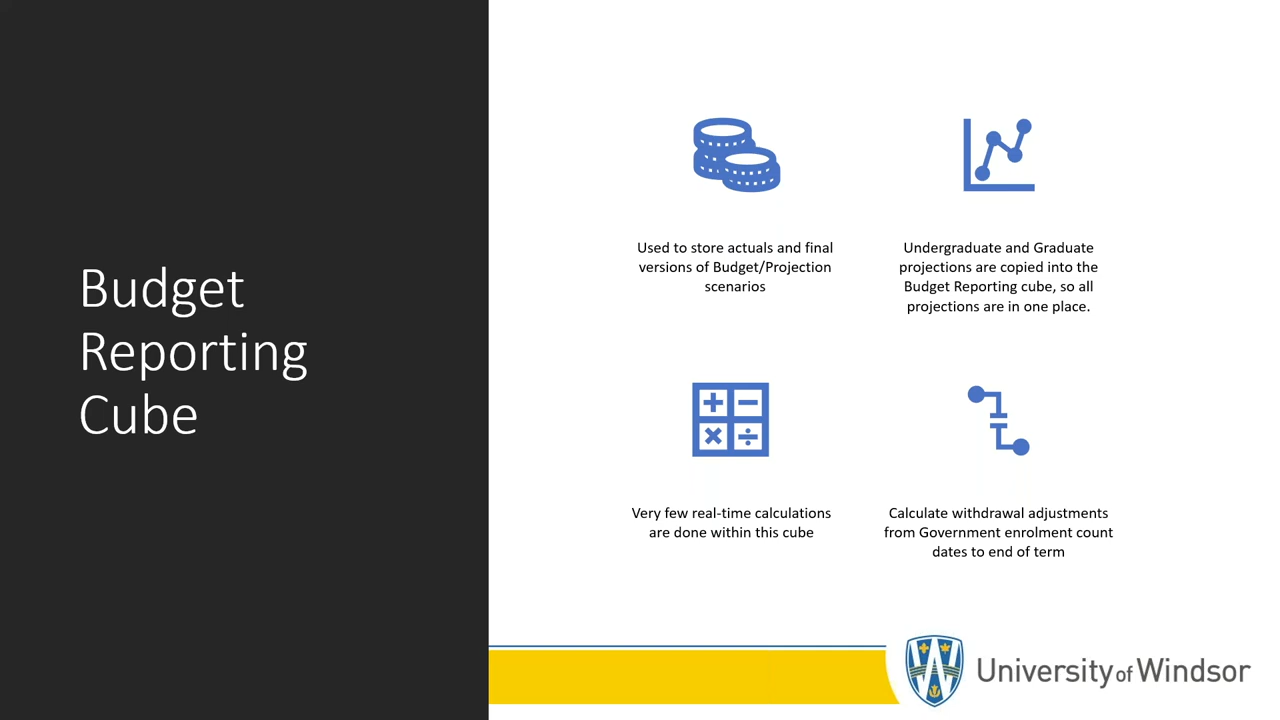 Budget
Reporting
Cube
Used to store actuals and final
versions of Budget/Projection
scenarios
Undergraduate and Graduate
projections are copied into the
Budget Reporting cube, so all
projections are in one place.
Very few real-time calculations
are done within this cube
Calculate withdrawal adjustments
from Government enrolment count
dates to end of term
University of Windsor